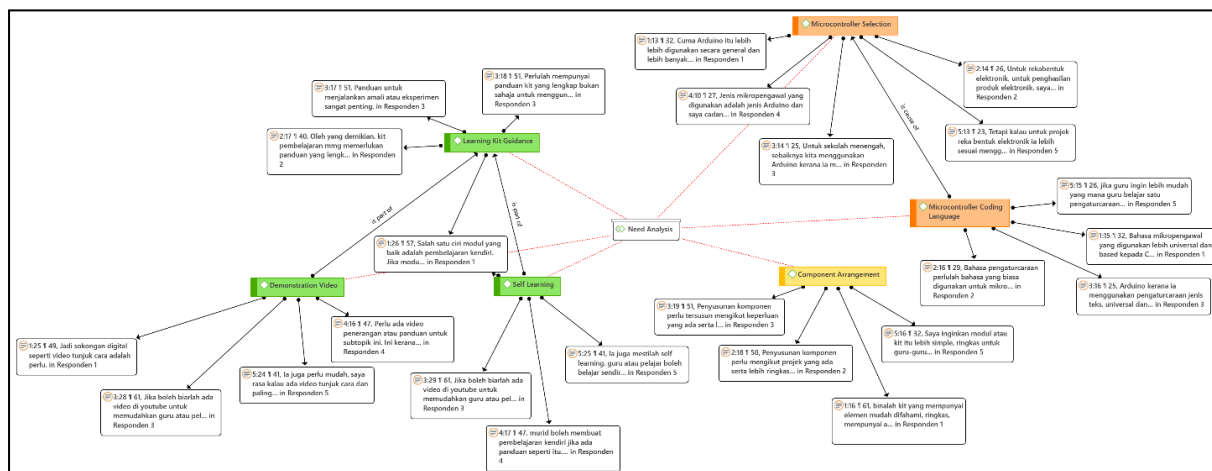 Microcontroller Selection
1:13 ¶ 32. Cuma Arduino itu lebih
lebih digunakan secara general dan
lebih banyak... in Responden 1
2:14 ¶ 26, Untuk rekabentuk
elektronik, untuk penghasilan
produk elektronik, saya...
in Responden 2
3:18 ¶ 51. Perlulah mempunyai
panduan kit yang lengkap bukan
sahaja untuk menggun... in
Responden 3
3:17 ¶ 51. Panduan untuk
menjalankan amali atau eksperimen
sangat penting. in Responden 3
4:10 ¶ 27, Jenis mikropengawal yang
digunakan adalah jenis Arduino dan
saya cadan... in Responden 4
is cause of
5:13 ¶ 23, Tetapi kalau untuk projek
reka bentuk elektronik ia lebih
sesuai mengg... in Responden 5
2:17 ¶ 40. Oleh yang demikian, kit
pembelajaran mmg memerlukan
panduan yang lengk... in Responden
2
Learning Kit Guidance
3:14 ¶ 25, Untuk sekolah menengah,
sebaiknya kita menggunakan
Arduino kerana ia m... in Responden
3
5:15 ¶ 26, jika guru ingin lebih mudah
yang mana guru belajar satu
pengaturcaraan... in Responden 5
Microcontroller Coding
Language
is part of
is part of
Need Analysis
1:15 ¶ 32, Bahasa mikropengawal
yang digunakan lebih universal dan
based kepada C... in Responden 1
1:26 ¶ 57, Salah satu ciri modul yang
baik adalah pembelajaran kendiri. Jika
modu... in Responden 1
2:16 ¶ 29, Bahasa
pengaturcaraan perlulah bahasa yang
biasa digunakan untuk mikro...
in Responden 2
3:16 ¶ 25. Arduino kerana ia
menggunakan pengaturcaraan jenis
teks, universal dan... in Responden 3
Demonstration Video
Self Learning
Component Arrangement
3:19 ¶ 51, Penyusunan komponen
perlu tersusun mengikut keperluan
yang ada serta l... in Responden 3
4:16 ¶ 47. Perlu ada video
penerangan atau panduan untuk
subtopik ini. Ini kerana... in
Responden 4
5:16 ¶ 32, Saya inginkan modul atau
kit itu lebih simple, ringkas untuk
guru-guru... in Responden 5
1:25 ¶ 49, Jadi sokongan digital
seperti video tunjuk cara adalah
perlu. in Responden 1
2:18 ¶ 50, Penyusunan komponen
perlu mengikut projek yang ada
serta lebih ringkas... in Responden 2
5:25 ¶ 41, Ia juga mestilah self
learning, guru atau pelajar boleh
belajar sendir... in Responden 5
5:24 ¶ 41, Ia juga perlu mudah, saya
rasa kalau ada video tunjuk cara dan
paling... in Responden 5
3:29 ¶ 61, Jika boleh biarlah ada
video di youtube untuk
memudahkan guru atau pel... in
Responden 3
3:28 ¶ 61, Jika boleh biarlah ada
video di youtube untuk
memudahkan guru atau pel... in
Responden 3
1:16 ¶ 61, binalah kit yang mempunyai
elemen mudah difahami, ringkas,
mempunyai a... in Responden 1
4:17 ¶ 47. murid boleh membuat
pembelajaran kendiri jika ada
panduan seperti itu.... in Responden
4